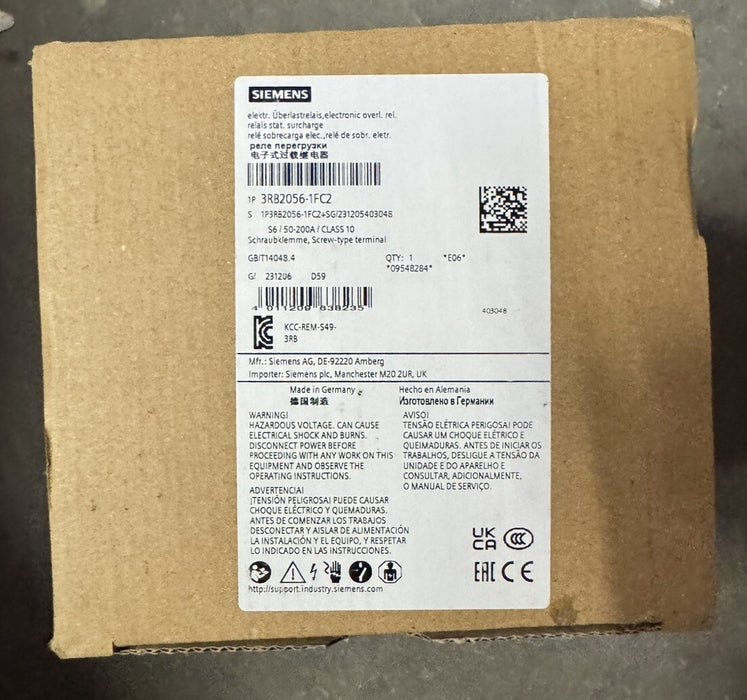 SIEMENS
elektr. Überlastrelais,electronic overl. rel.
relais stat. surcharge
relé sobrecarga elec.,relé de sobr. eletr.
реле перегрузки
电子式过载继电器
1P 3RB2056-1FC2
S 1P3RB2056-1FC2+SG/231205403048
S6 / 50-200A / CLASS 10
Schraubklemme, Screw-type terminal
GB/T14048.4 QTY: 1 *E06*
*09548284*
G/ 231206 D59
4 011209 838235
403048
KCC-REM-S49-
3RB
Mfr.: Siemens AG, DE-92220 Amberg
Importer: Siemens plc, Manchester M20 2UR, UK
Made in Germany Hecho en Alemania
德国制造 Изготовлено в Германии
WARNING!
HAZARDOUS VOLTAGE. CAN CAUSE
ELECTRICAL SHOCK AND BURNS.
DISCONNECT POWER BEFORE
PROCEEDING WITH ANY WORK ON THIS
EQUIPMENT AND OBSERVE THE
OPERATING INSTRUCTIONS.
ADVERTENCIA!
¡TENSIÓN PELIGROSA! PUEDE CAUSAR
CHOQUE ELÉCTRICO Y QUEMADURAS.
ANTES DE COMENZAR LOS TRABAJOS
DESCONECTAR Y AISLAR DE ALIMENTACIÓN
LA INSTALACIÓN Y EL EQUIPO, Y RESPETAR
LO INDICADO EN LAS INSTRUCCIONES.
AVISO!
TENSÃO ELÉTRICA PERIGOSA! PODE
CAUSAR UM CHOQUE ELÉTRICO E
QUEIMADURAS. ANTES DE INICIAR OS
TRABALHOS, DESLIGUE A TENSÃO DA
UNIDADE E DO APARELHO E
CONSULTAR, ADICIONALMENTE,
O MANUAL DE SERVIÇO.
UK
CA CCC
EAC CE
http://support.industry.siemens.com